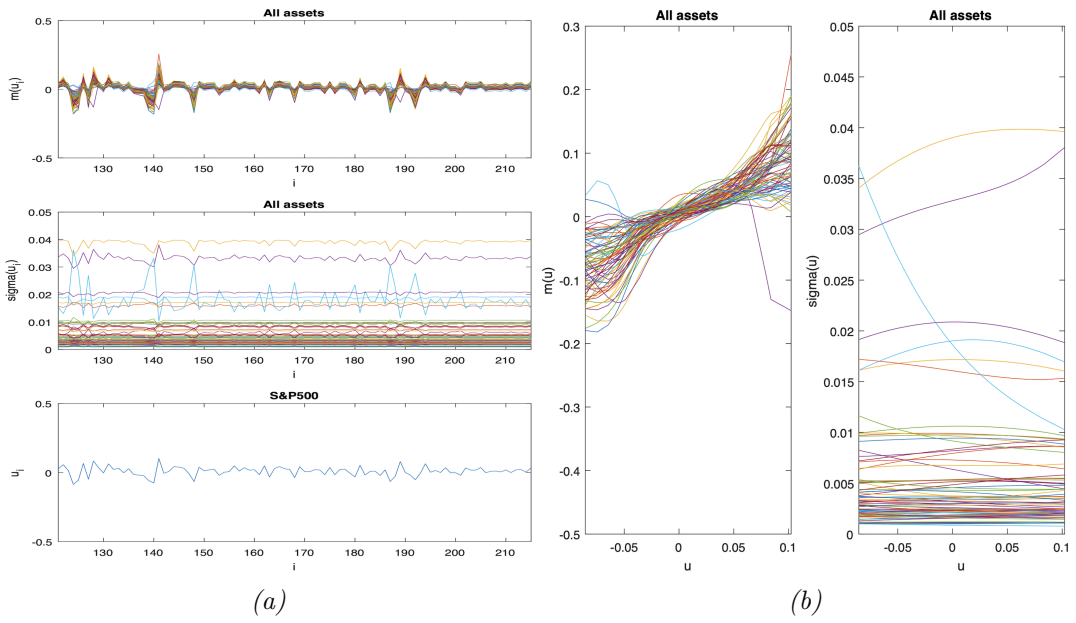 All assets
0.5
0
-0.5
m(u_i)
130 140 150 160 170 180 190 200 210
i
All assets
0.05
0.04
0.03
0.02
0.01
0
sigma(u_i)
130 140 150 160 170 180 190 200 210
i
S&P500
0.5
0
-0.5
u_i
130 140 150 160 170 180 190 200 210
i
(a)
All assets
0.3
0.2
0.1
0
-0.1
-0.2
-0.3
-0.4
-0.5
m(u)
-0.05 0 0.05 0.1
u
All assets
0.05
0.045
0.04
0.035
0.03
0.025
0.02
0.015
0.01
0.005
0
sigma(u)
-0.05 0 0.05 0.1
u
(b)